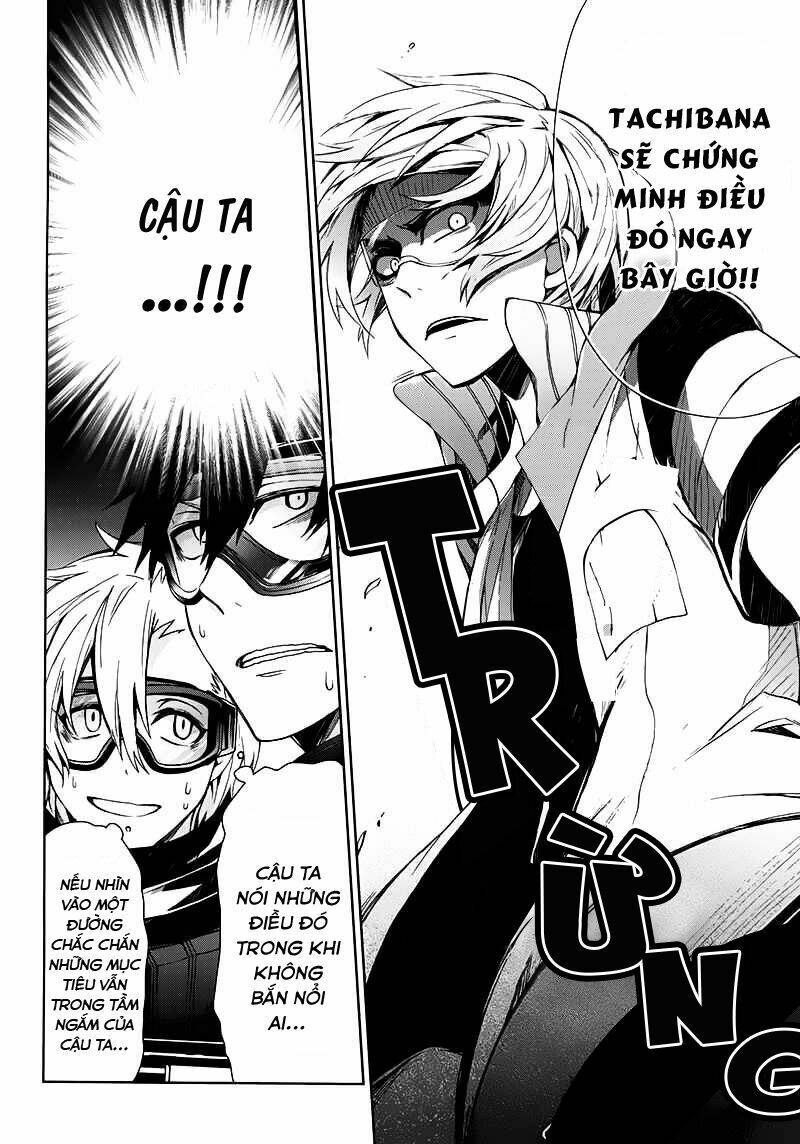 TACHIBANA
SẼ CHỨNG
MINH ĐIỀU
ĐÓ NGAY
BÂY GIỜ!!
TRỪNG
CẬU TA
...!!!
CẬU TA
NÓI NHỮNG
ĐIỀU ĐÓ
TRONG KHI
KHÔNG
BẮN NỔI
AI...
NẾU NHÌN
VÀO MỘT
ĐƯỜNG
CHẮC CHẮN
NHỮNG MỤC
TIÊU VẪN
TRONG TẦM
NGẮM CỦA
CẬU TA...